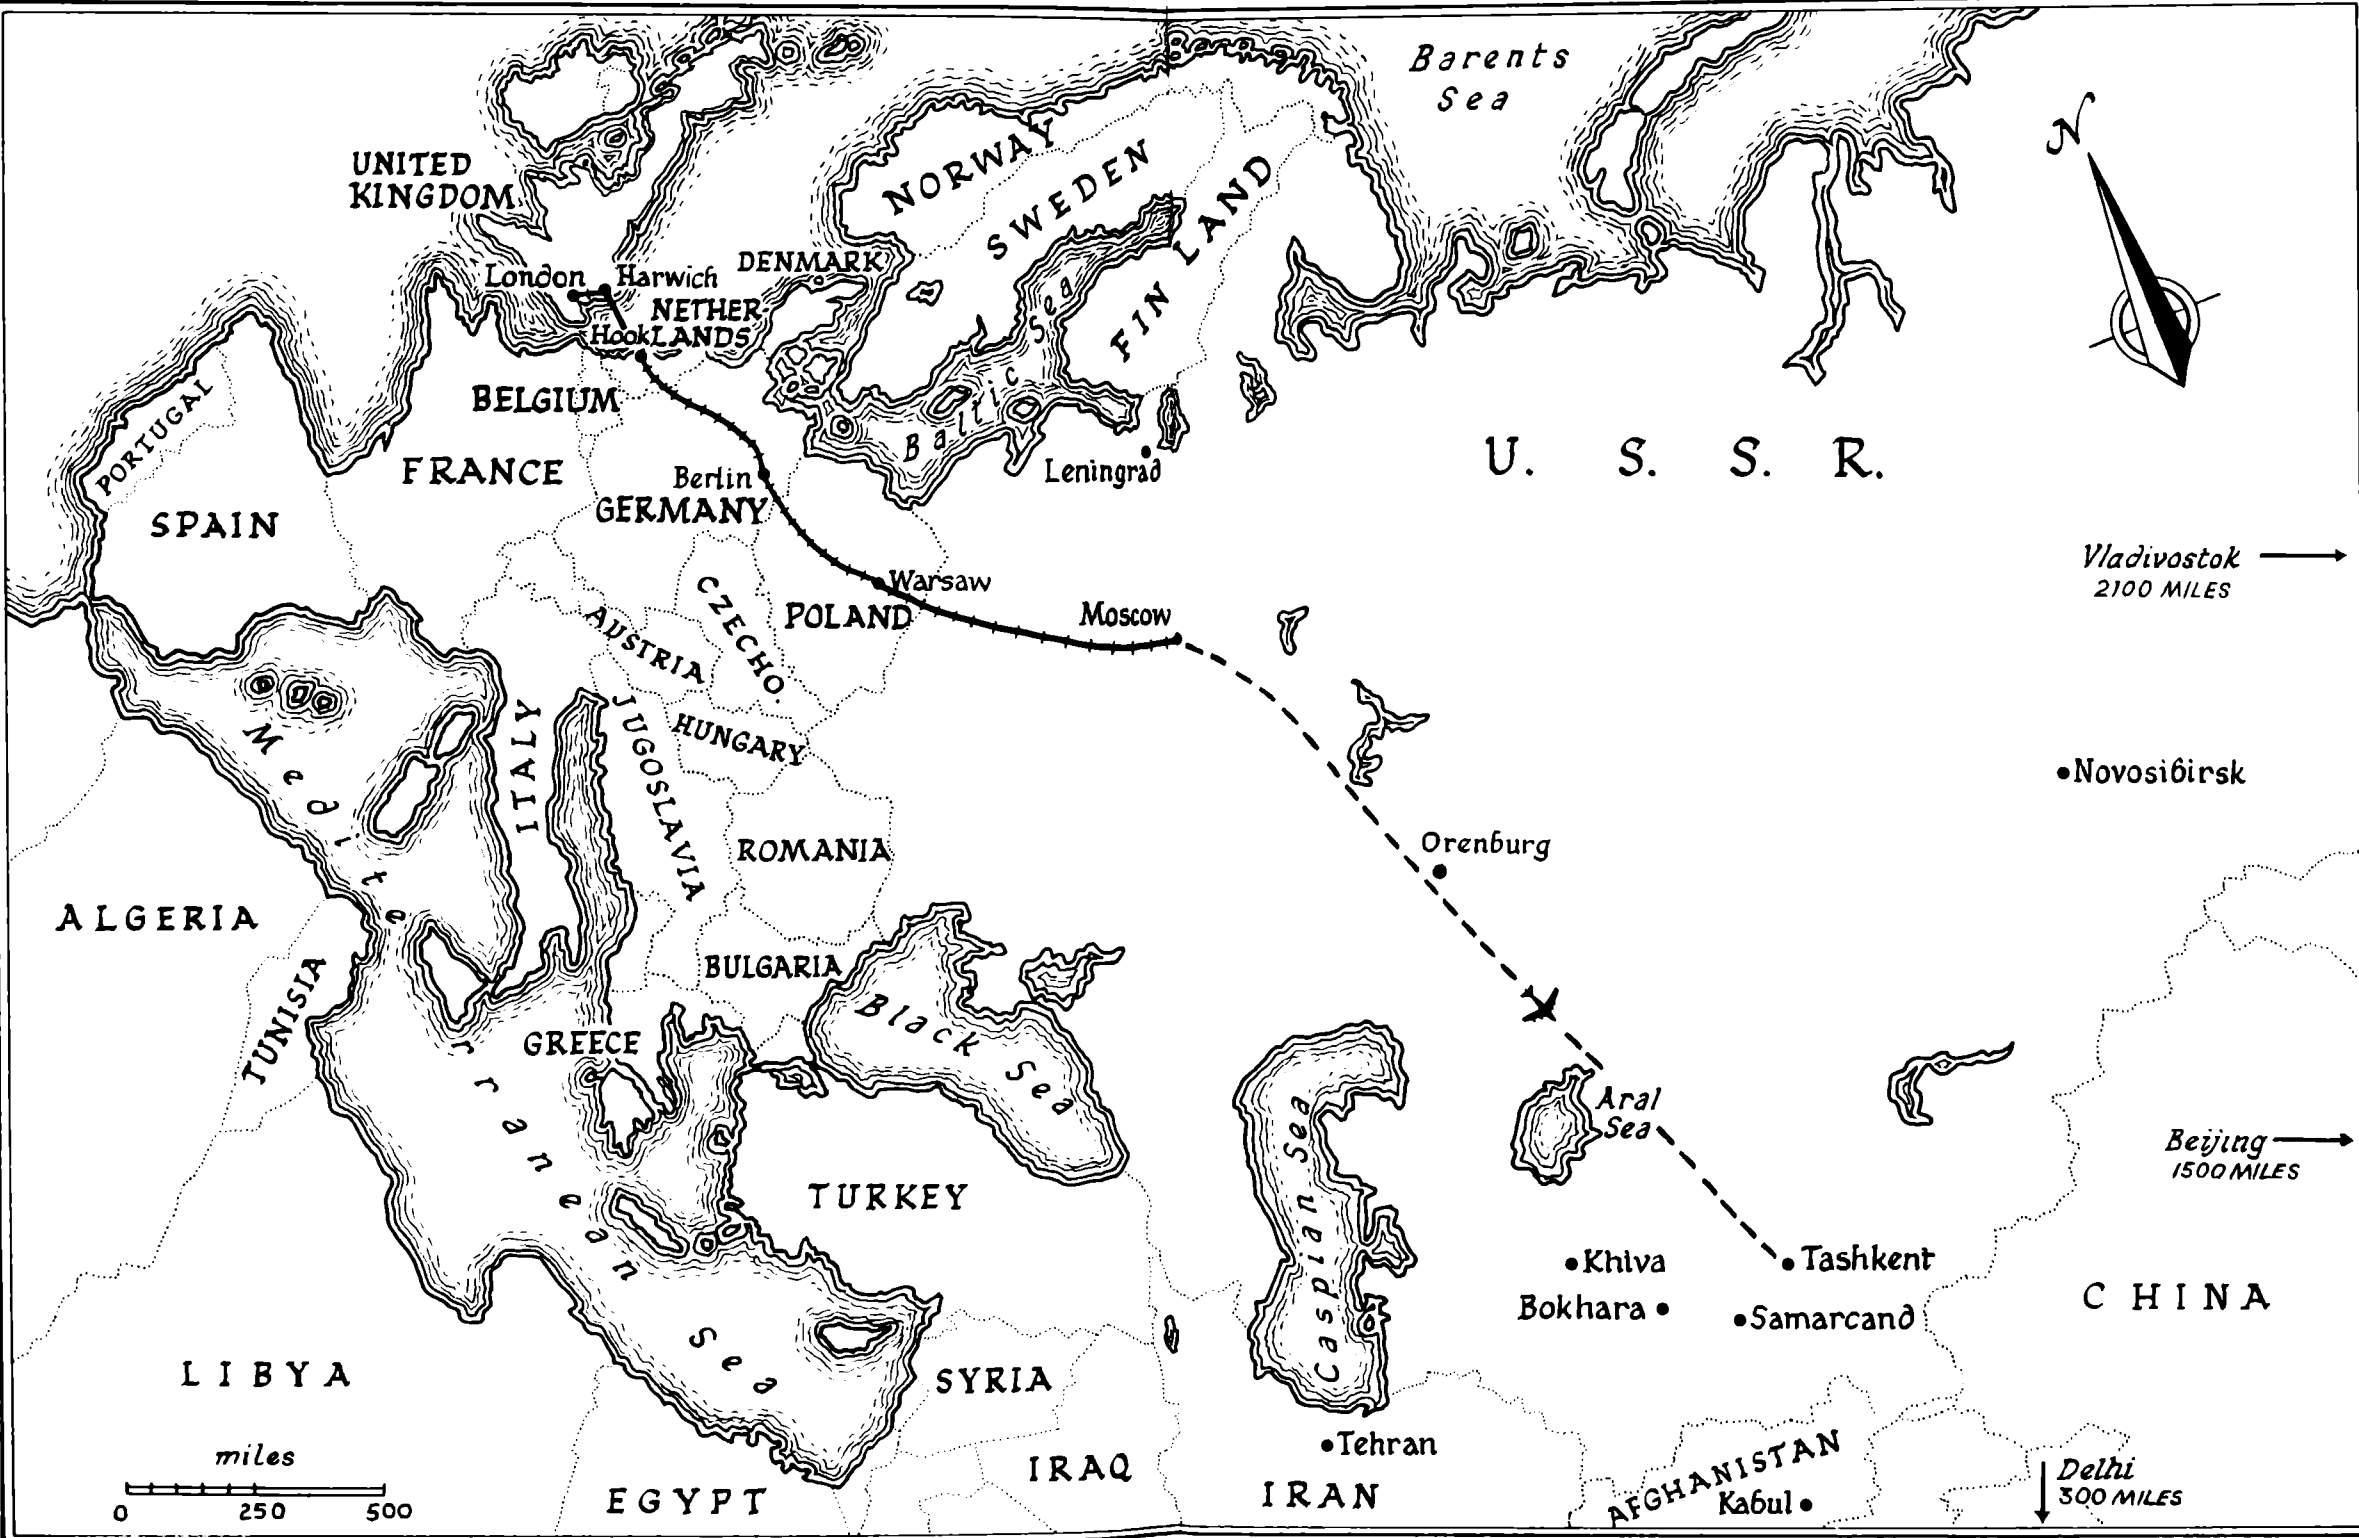 Barents
Sea
N
UNITED
KINGDOM
NORWAY
SWEDEN
FINLAND
DENMARK
London
Harwich
NETHER-
LANDS
Hook
Baltic Sea
PORTUGAL
BELGIUM
FRANCE
Berlin
GERMANY
Leningrad
U. S. S. R.
SPAIN
Vladivostok
2100 MILES
Warsaw
POLAND
Moscow
CZECHO.
AUSTRIA
HUNGARY
JUGOSLAVIA
ITALY
Novosibirsk
Mediterranean Sea
ROMANIA
Orenburg
ALGERIA
TUNISIA
BULGARIA
Black Sea
GREECE
Aral
Sea
Caspian Sea
Beijing
1500 MILES
TURKEY
Khiva
Tashkent
Bokhara
Samarcand
CHINA
LIBYA
SYRIA
Tehran
IRAQ
IRAN
AFGHANISTAN
Kabul
Delhi
300 MILES
EGYPT
miles
0 250 500